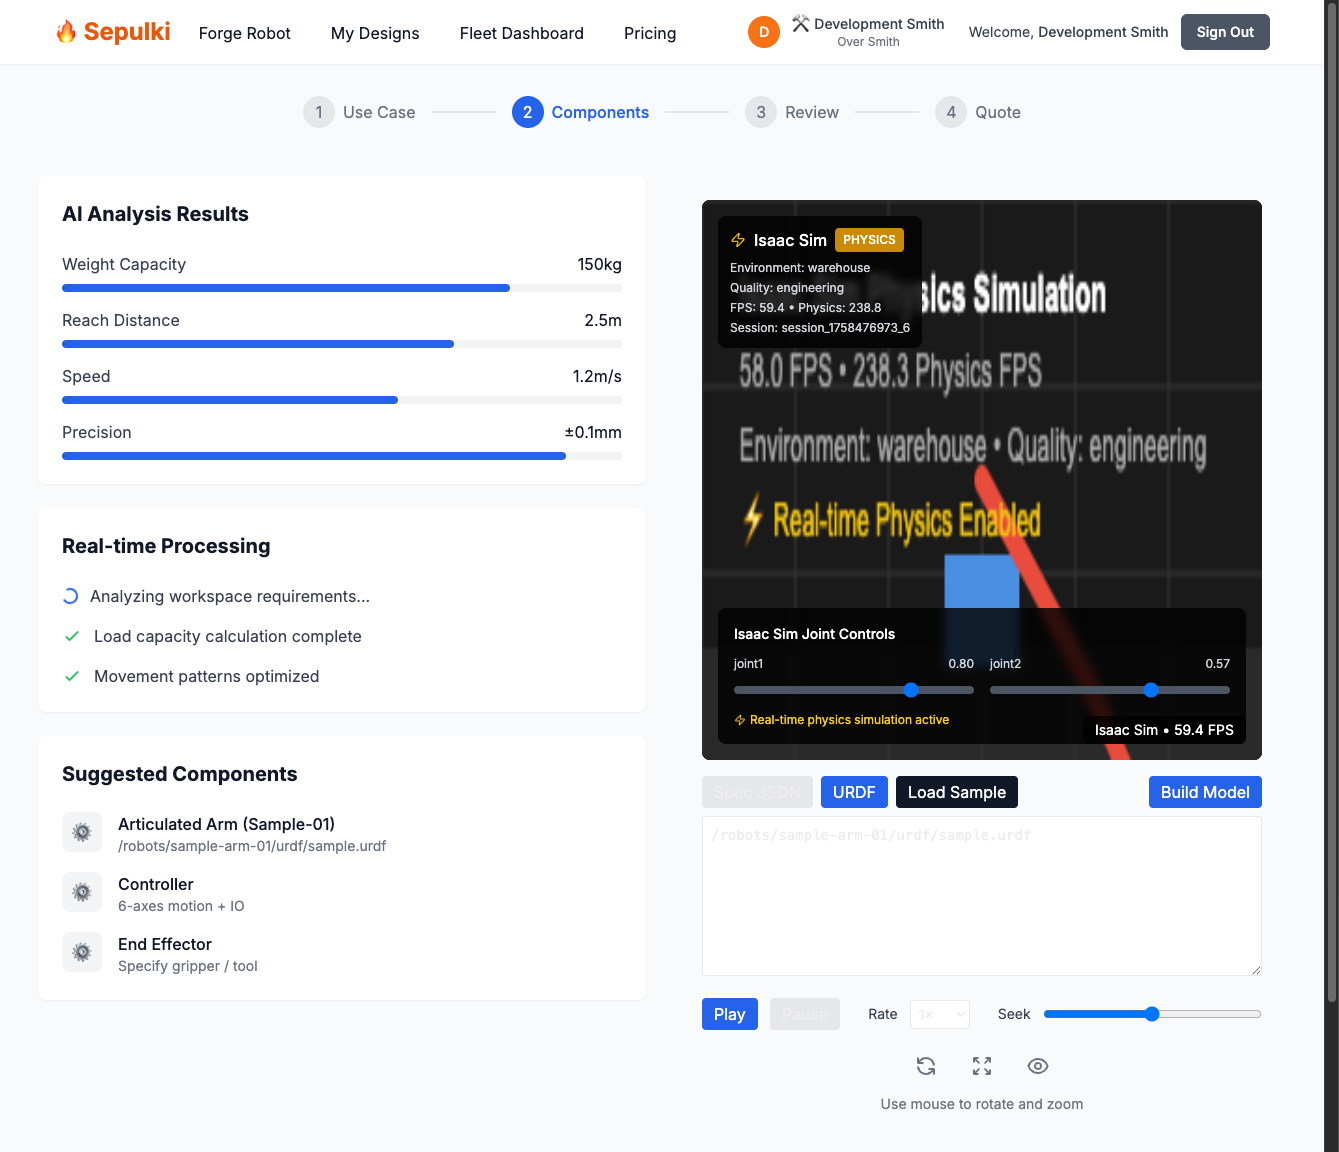 Sepulki
Forge Robot
My Designs
Fleet Dashboard
Pricing
D
Development Smith
Over Smith
Welcome, Development Smith
Sign Out
1 Use Case
2 Components
3 Review
4 Quote
AI Analysis Results
Weight Capacity 150kg
Reach Distance 2.5m
Speed 1.2m/s
Precision ±0.1mm
Real-time Processing
Analyzing workspace requirements...
Load capacity calculation complete
Movement patterns optimized
Suggested Components
Articulated Arm (Sample-01)
/robots/sample-arm-01/urdf/sample.urdf
Controller
6-axes motion + IO
End Effector
Specify gripper / tool
Isaac Sim PHYSICS
Environment: warehouse
Quality: engineering
FPS: 59.4 • Physics: 238.8
Session: session_1758476973_6
sics Simulation
58.0 FPS • 238.3 Physics FPS
Environment: warehouse • Quality: engineering
⚡ Real-time Physics Enabled
Isaac Sim Joint Controls
joint1 0.80 joint2 0.57
Real-time physics simulation active
Isaac Sim • 59.4 FPS
Spec JSON
URDF
Load Sample
Build Model
/robots/sample-arm-01/urdf/sample.urdf
Play
Pause
Rate
1×
Seek
Use mouse to rotate and zoom